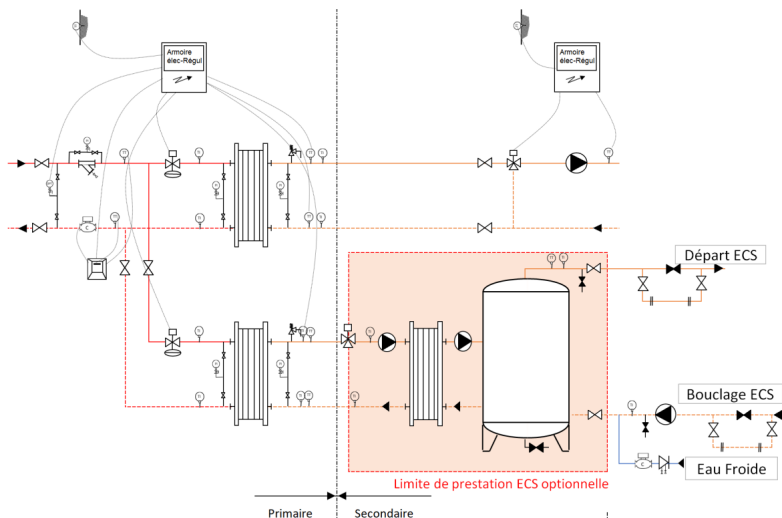 Armoire
élec-Régul
Armoire
élec-Régul
Départ ECS
Bouclage ECS
Eau Froide
Limite de prestation ECS optionnelle
Primaire
Secondaire